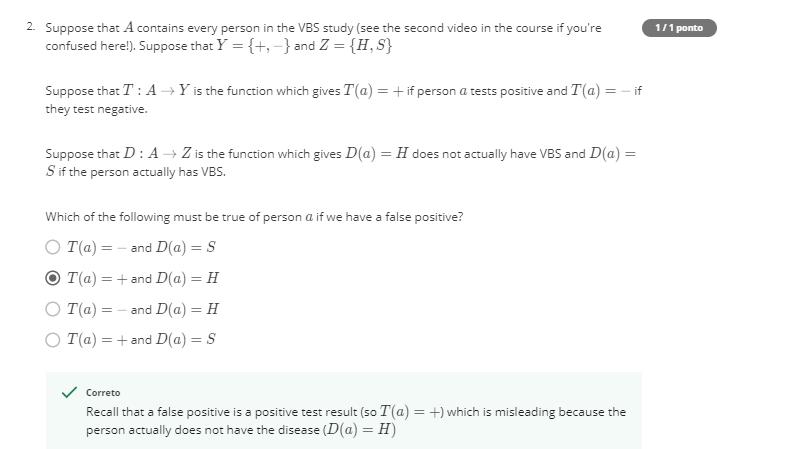 2. Suppose that A contains every person in the VBS study (see the second video in the course if you're
1 / 1 ponto
confused here!). Suppose that Y = {+, −} and Z = {H, S}
Suppose that T : A → Y is the function which gives T(a) = + if person a tests positive and T(a) = − if
they test negative.
Suppose that D : A → Z is the function which gives D(a) = H does not actually have VBS and D(a) =
S if the person actually has VBS.
Which of the following must be true of person a if we have a false positive?
T(a) = − and D(a) = S
T(a) = + and D(a) = H
T(a) = − and D(a) = H
T(a) = + and D(a) = S
Correto
Recall that a false positive is a positive test result (so T(a) = +) which is misleading because the
person actually does not have the disease (D(a) = H)